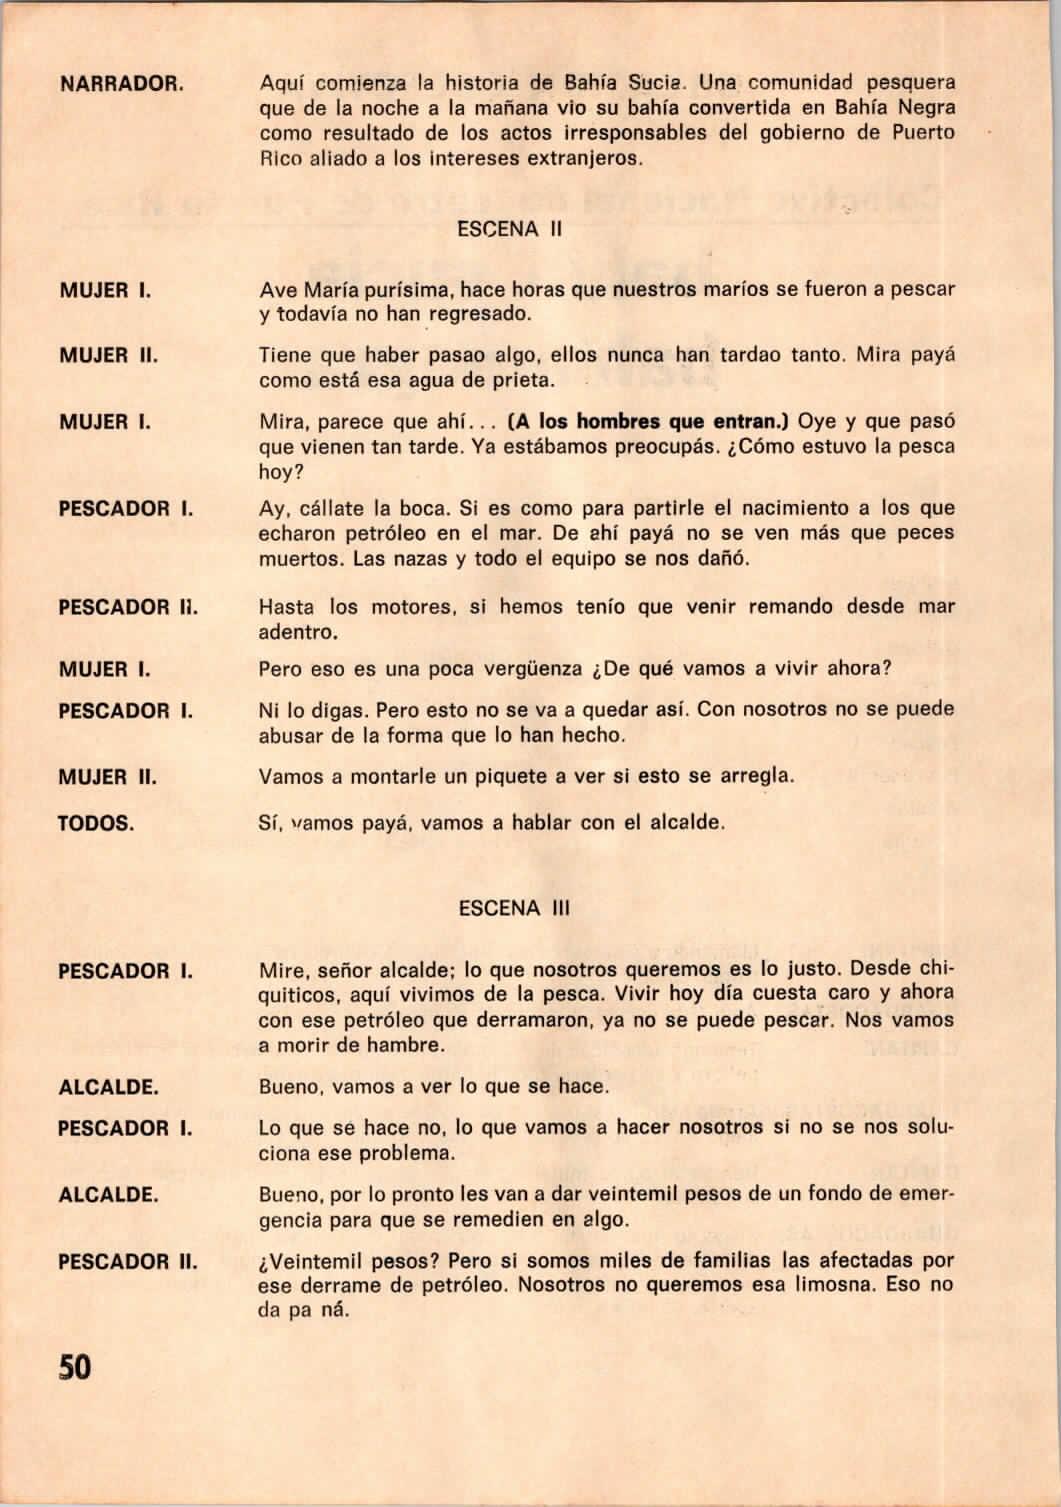 NARRADOR. Aquí comienza la historia de Bahía Sucia. Una comunidad pesquera
que de la noche a la mañana vio su bahía convertida en Bahía Negra
como resultado de los actos irresponsables del gobierno de Puerto
Rico aliado a los intereses extranjeros.
ESCENA II
MUJER I. Ave María purísima, hace horas que nuestros maríos se fueron a pescar
y todavía no han regresado.
MUJER II. Tiene que haber pasao algo, ellos nunca han tardao tanto. Mira payá
como está esa agua de prieta.
MUJER I. Mira, parece que ahí... (A los hombres que entran.) Oye y que pasó
que vienen tan tarde. Ya estábamos preocupás. ¿Cómo estuvo la pesca
hoy?
PESCADOR I. Ay, cállate la boca. Si es como para partirle el nacimiento a los que
echaron petróleo en el mar. De ahí payá no se ven más que peces
muertos. Las nazas y todo el equipo se nos dañó.
PESCADOR II. Hasta los motores, si hemos tenío que venir remando desde mar
adentro.
MUJER I. Pero eso es una poca vergüenza ¿De qué vamos a vivir ahora?
PESCADOR I. Ni lo digas. Pero esto no se va a quedar así. Con nosotros no se puede
abusar de la forma que lo han hecho.
MUJER II. Vamos a montarle un piquete a ver si esto se arregla.
TODOS. Sí, vamos payá, vamos a hablar con el alcalde.
ESCENA III
PESCADOR I. Mire, señor alcalde; lo que nosotros queremos es lo justo. Desde chi-
quiticos, aquí vivimos de la pesca. Vivir hoy día cuesta caro y ahora
con ese petróleo que derramaron, ya no se puede pescar. Nos vamos
a morir de hambre.
ALCALDE. Bueno, vamos a ver lo que se hace.
PESCADOR I. Lo que se hace no, lo que vamos a hacer nosotros si no se nos solu-
ciona ese problema.
ALCALDE. Bueno, por lo pronto les van a dar veintemil pesos de un fondo de emer-
gencia para que se remedien en algo.
PESCADOR II. ¿Veintemil pesos? Pero si somos miles de familias las afectadas por
ese derrame de petróleo. Nosotros no queremos esa limosna. Eso no
da pa ná.
50